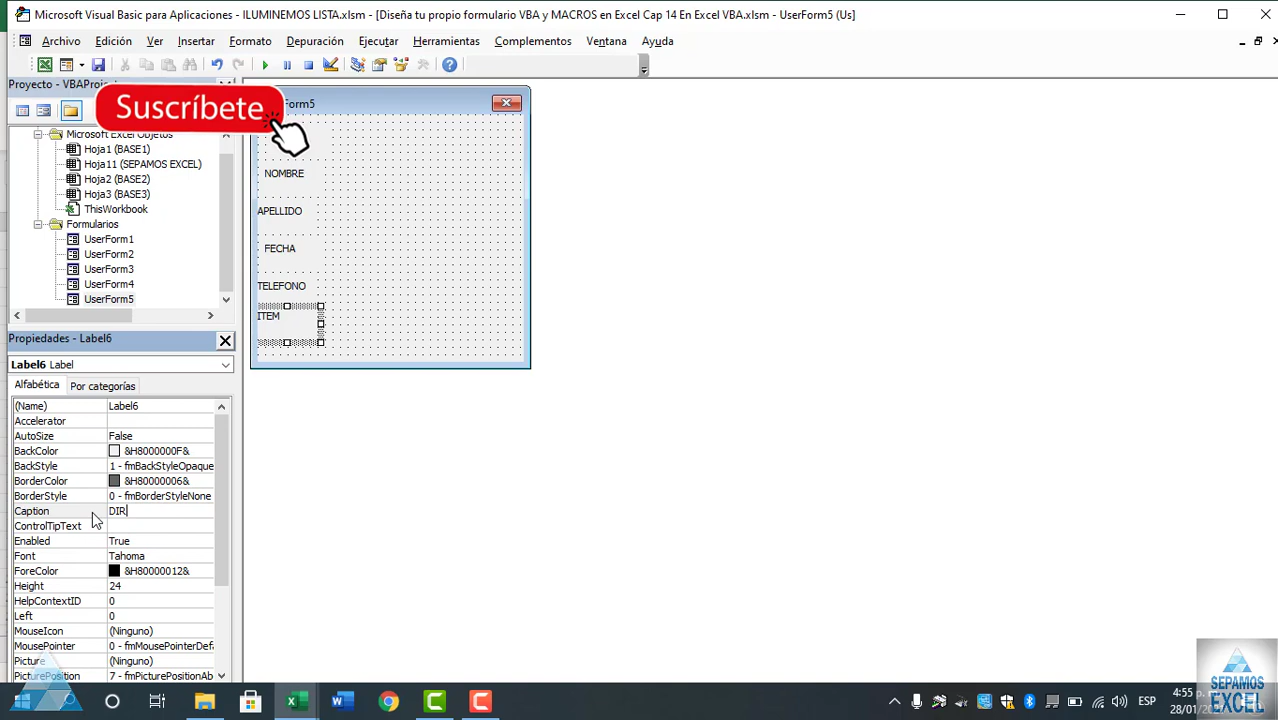 Microsoft Visual Basic para Aplicaciones - ILUMINEMOS LISTA.xlsm - [Diseña tu propio formulario VBA y MACROS en Excel Cap 14 En Excel VBA.xlsm - UserForm5 (Us]
Archivo Edición Ver Insertar Formato Depuración Ejecutar Herramientas Complementos Ventana Ayuda
Proyecto - VBAProj
Suscríbete
Form5
Microsoft Excel Objetos
Hoja1 (BASE1)
Hoja11 (SEPAMOS EXCEL)
Hoja2 (BASE2)
Hoja3 (BASE3)
ThisWorkbook
Formularios
UserForm1
UserForm2
UserForm3
UserForm4
UserForm5
NOMBRE
APELLIDO
FECHA
TELEFONO
ITEM
Propiedades - Label6
Label6 Label
Alfabética Por categorías
(Name) Label6
Accelerator
AutoSize False
BackColor &H8000000F&
BackStyle 1 - fmBackStyleOpaque
BorderColor &H80000006&
BorderStyle 0 - fmBorderStyleNone
Caption DIR
ControlTipText
Enabled True
Font Tahoma
ForeColor &H80000012&
Height 24
HelpContextID 0
Left 0
MouseIcon (Ninguno)
MousePointer 0 - fmMousePointerDefa
Picture (Ninguno)
PicturePosition 7 - fmPicturePositionAb
ESP
4:55 p.
28/01/20
SEPAMOS
EXCEL